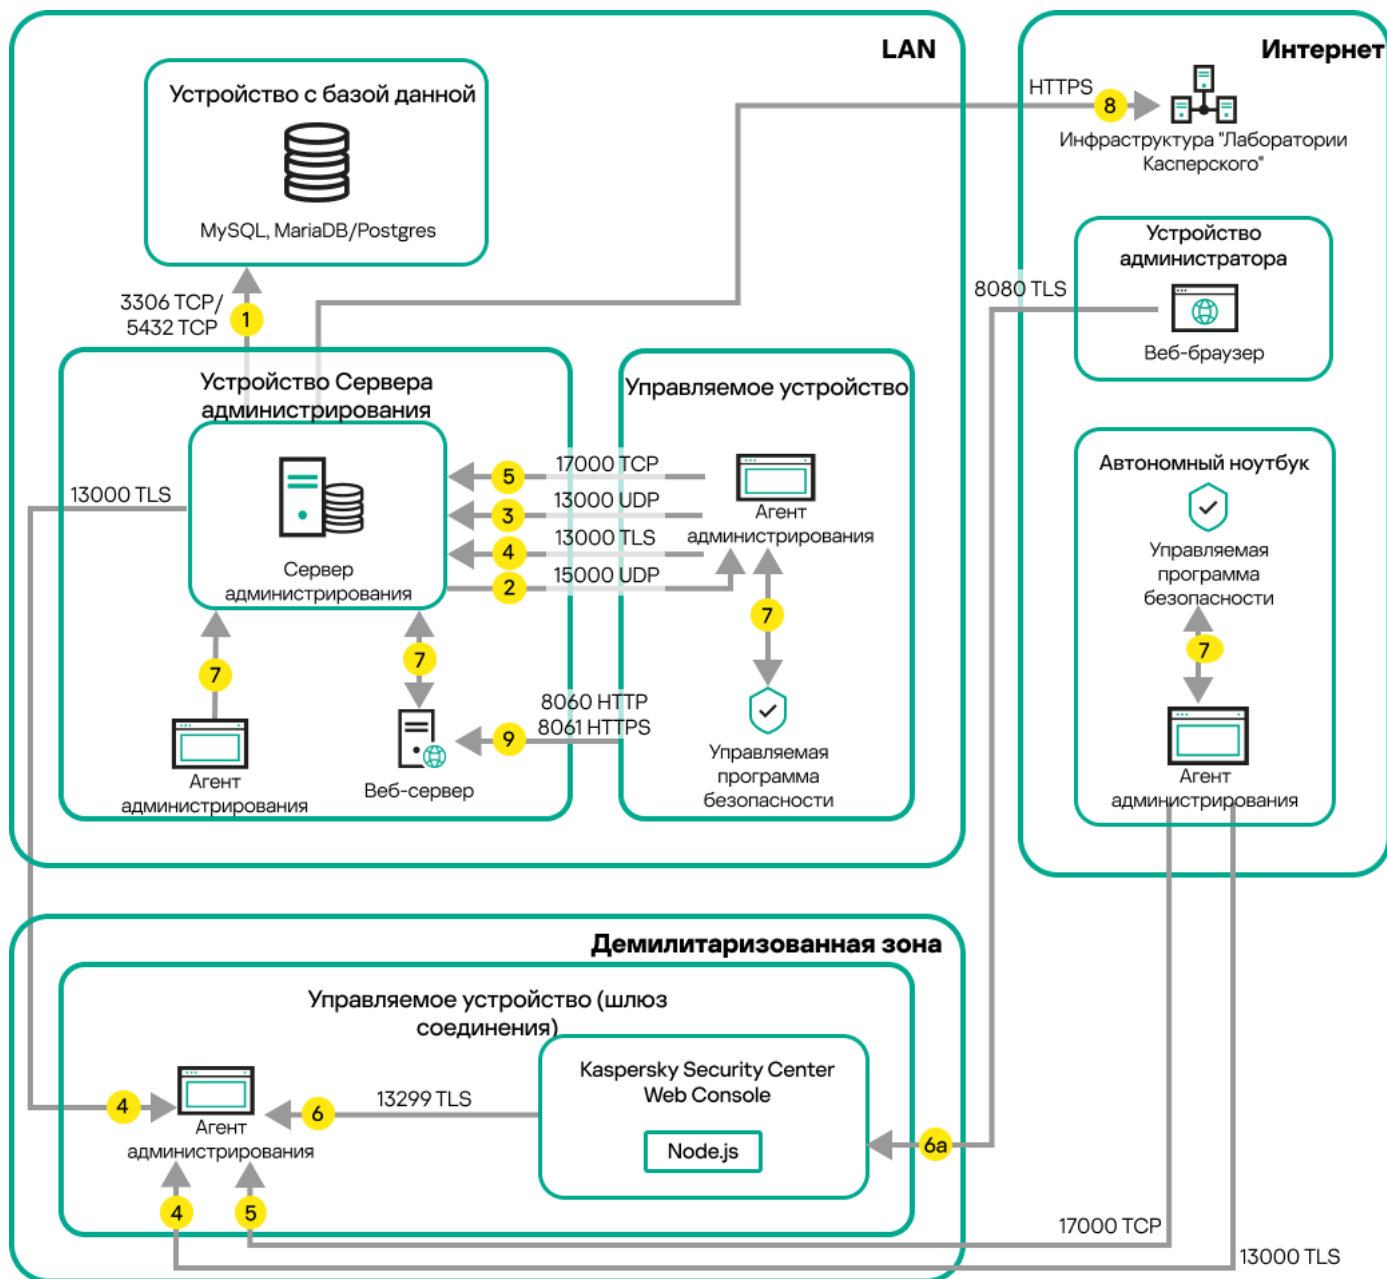 LAN
Интернет
Устройство с базой данной
MySQL, MariaDB/Postgres
HTTPS
8
Инфраструктура "Лаборатории
Касперского"
Устройство
администратора
Веб-браузер
8080 TLS
3306 TCP/
5432 TCP
1
Устройство Сервера
администрирования
Сервер
администрирования
13000 TLS
Управляемое устройство
5
17000 TCP
3
13000 UDP
4
13000 TLS
2
15000 UDP
Агент
администрирования
7
Управляемая
программа
безопасности
7
7
Агент
администрирования
Веб-сервер
8060 HTTP
8061 HTTPS
9
Автономный ноутбук
Управляемая
программа
безопасности
7
Агент
администрирования
Демилитаризованная зона
Управляемое устройство (шлюз
соединения)
Kaspersky Security Center
Web Console
Node.js
4
Агент
администрирования
6
13299 TLS
6a
4
5
17000 TCP
13000 TLS